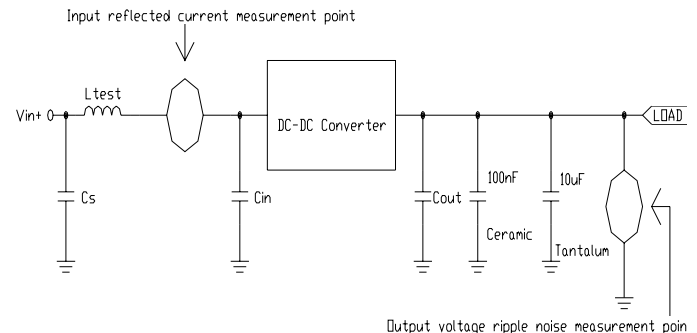 Input reflected current measurement point
Ltest
Vin+
DC-DC Converter
LOAD
Cs
Cin
Cout
100nF
Ceramic
10uF
Tantalum
Output voltage ripple noise measurement poin